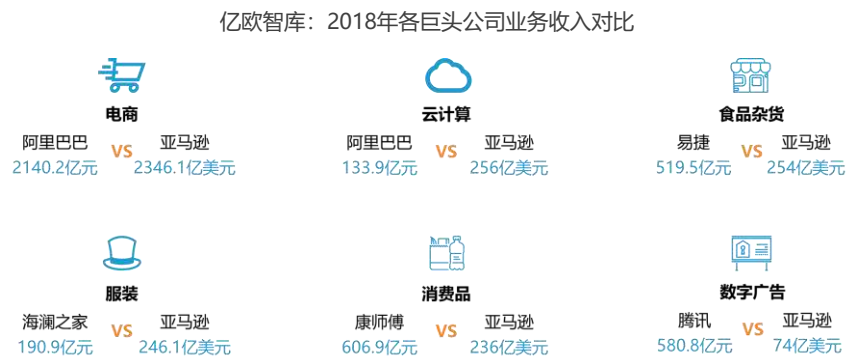 亿欧智库：2018年各巨头公司业务收入对比
电商
阿里巴巴 VS 亚马逊
2140.2亿元 2346.1亿美元
云计算
阿里巴巴 VS 亚马逊
133.9亿元 256亿美元
食品杂货
易捷 VS 亚马逊
519.5亿元 254亿美元
服装
海澜之家 VS 亚马逊
190.9亿元 246.1亿美元
消费品
康师傅 VS 亚马逊
606.9亿元 236亿美元
数字广告
腾讯 VS 亚马逊
580.8亿元 74亿美元